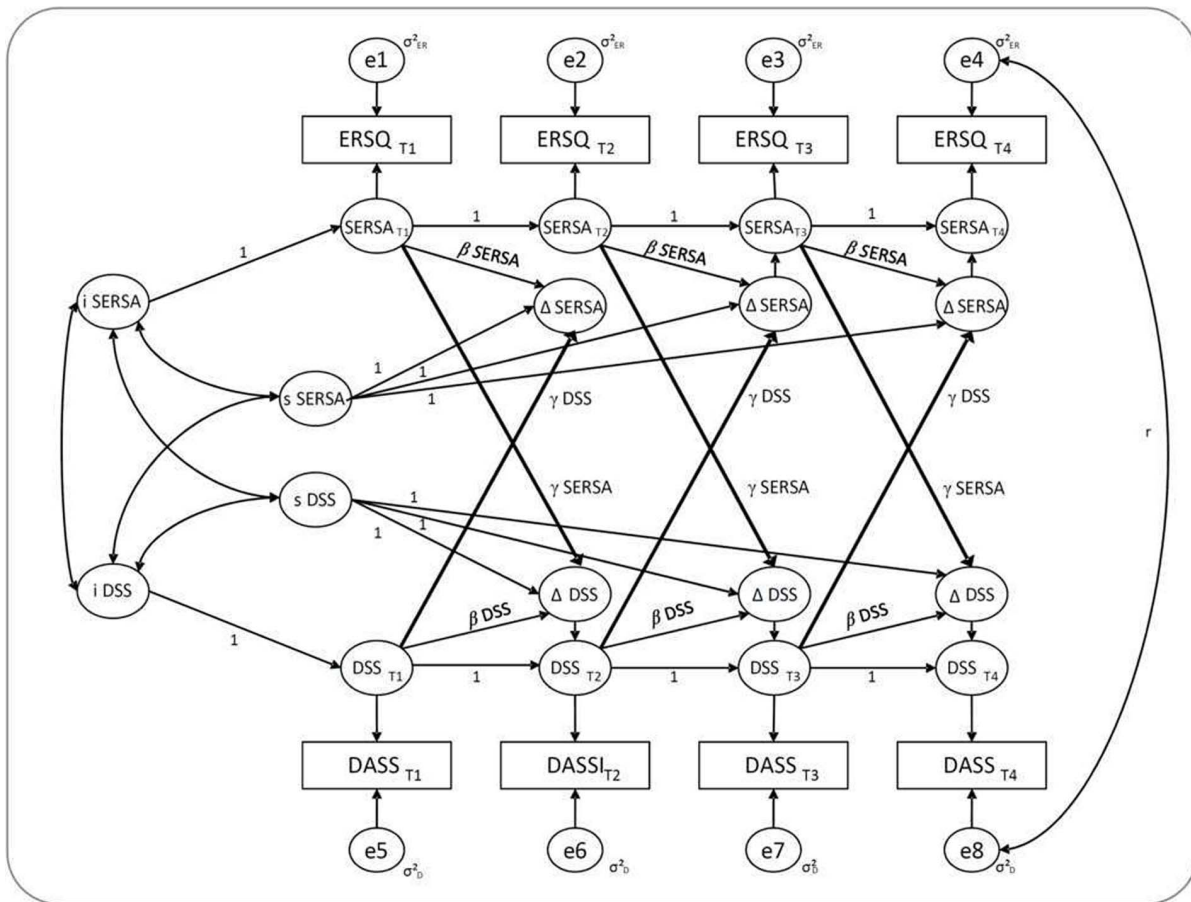 e1 σ²ER e2 σ²ER e3 σ²ER e4 σ²ER
ERSQ T1 ERSQ T2 ERSQ T3 ERSQ T4
SERSA T1 1 SERSA T2 1 SERSA T3 1 SERSA T4
1 β SERSA β SERSA β SERSA
i SERSA Δ SERSA Δ SERSA Δ SERSA
1 1
s SERSA 1 γ DSS γ DSS γ DSS
r
s DSS 1 γ SERSA γ SERSA γ SERSA
1 1
i DSS Δ DSS Δ DSS Δ DSS
β DSS β DSS β DSS
1 DSS T1 1 DSS T2 1 DSS T3 1 DSS T4
DASS T1 DASSI T2 DASS T3 DASS T4
e5 σ²D e6 σ²D e7 σ²D e8 σ²D